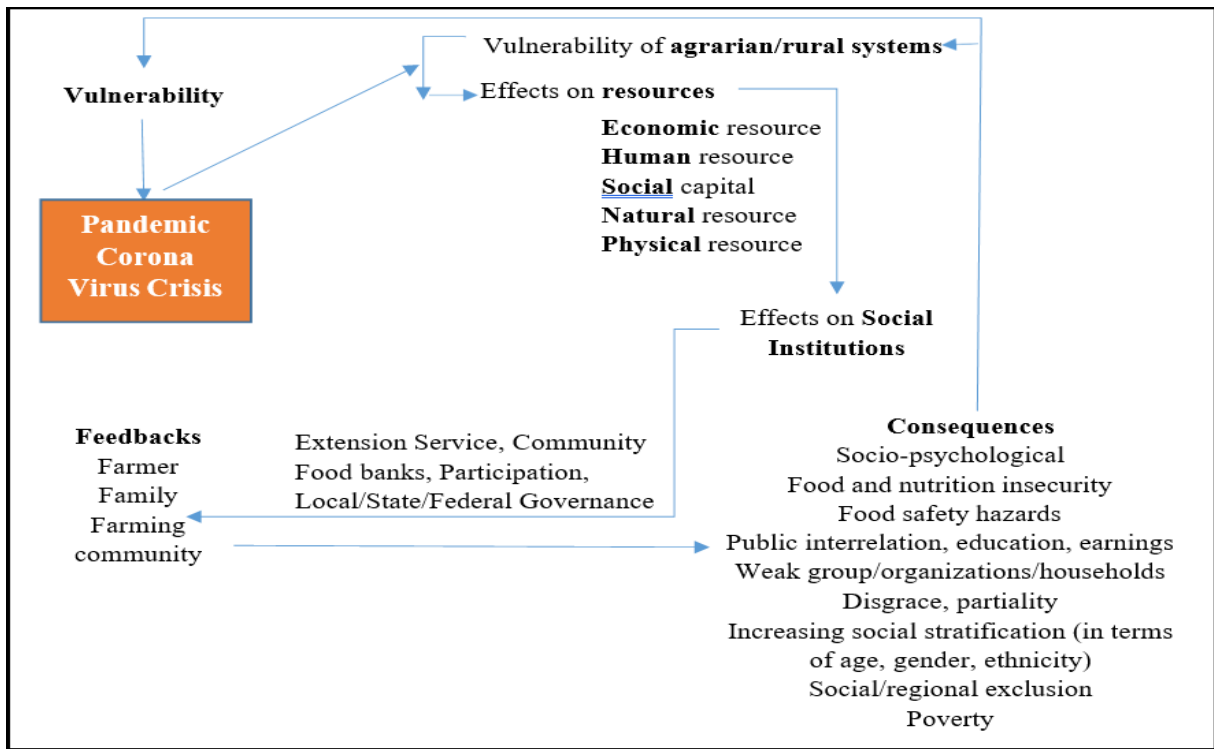 Vulnerability of agrarian/rural systems
Vulnerability
Effects on resources
Economic resource
Human resource
Social capital
Natural resource
Physical resource
Pandemic
Corona
Virus Crisis
Effects on Social
Institutions
Feedbacks
Farmer
Family
Farming
community
Extension Service, Community
Food banks, Participation,
Local/State/Federal Governance
Consequences
Socio-psychological
Food and nutrition insecurity
Food safety hazards
Public interrelation, education, earnings
Weak group/organizations/households
Disgrace, partiality
Increasing social stratification (in terms
of age, gender, ethnicity)
Social/regional exclusion
Poverty